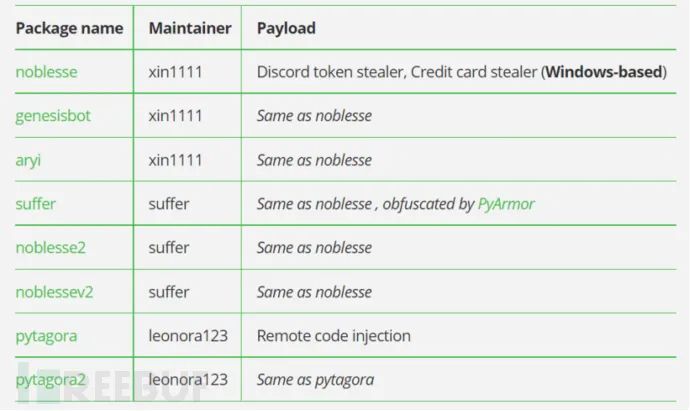 Package name Maintainer Payload
noblesse xin1111 Discord token stealer, Credit card stealer (Windows-based)
genesisbot xin1111 Same as noblesse
aryi xin1111 Same as noblesse
suffer suffer Same as noblesse , obfuscated by PyArmor
noblesse2 suffer Same as noblesse
noblessev2 suffer Same as noblesse
pytagora leonora123 Remote code injection
pytagora2 leonora123 Same as pytagora